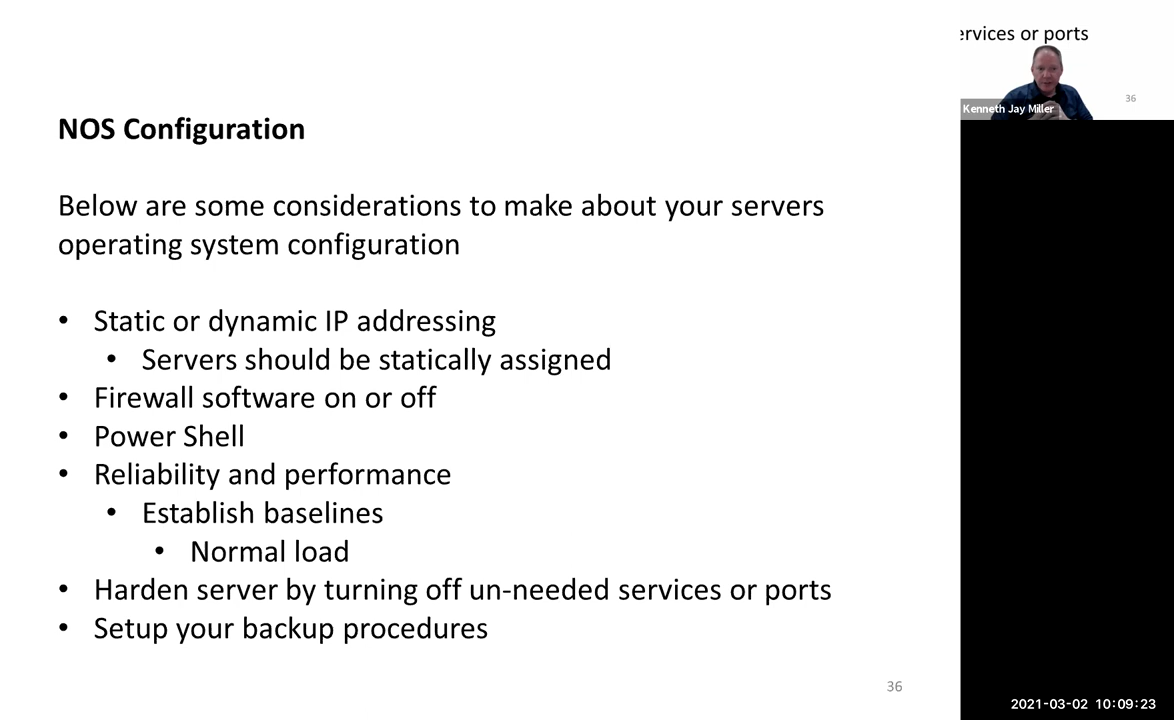 NOS Configuration
Below are some considerations to make about your servers
operating system configuration
• Static or dynamic IP addressing
• Servers should be statically assigned
• Firewall software on or off
• Power Shell
• Reliability and performance
• Establish baselines
• Normal load
• Harden server by turning off un-needed services or ports
• Setup your backup procedures
36
ervices or ports
36
Kenneth Jay Miller
2021-03-02 10:09:23